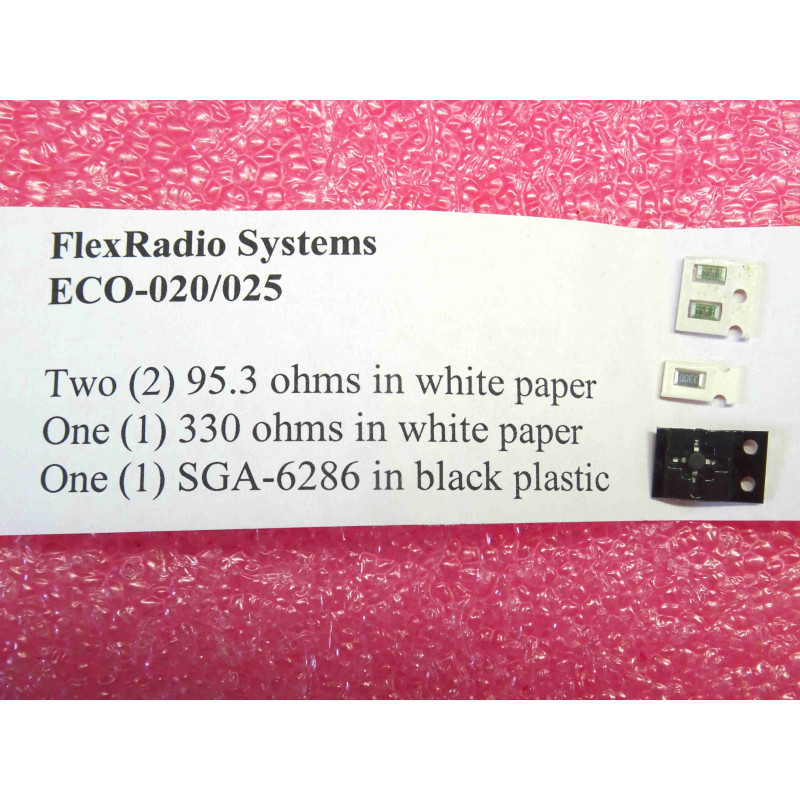 FlexRadio Systems
ECO-020/025
Two (2) 95.3 ohms in white paper
One (1) 330 ohms in white paper
One (1) SGA-6286 in black plastic